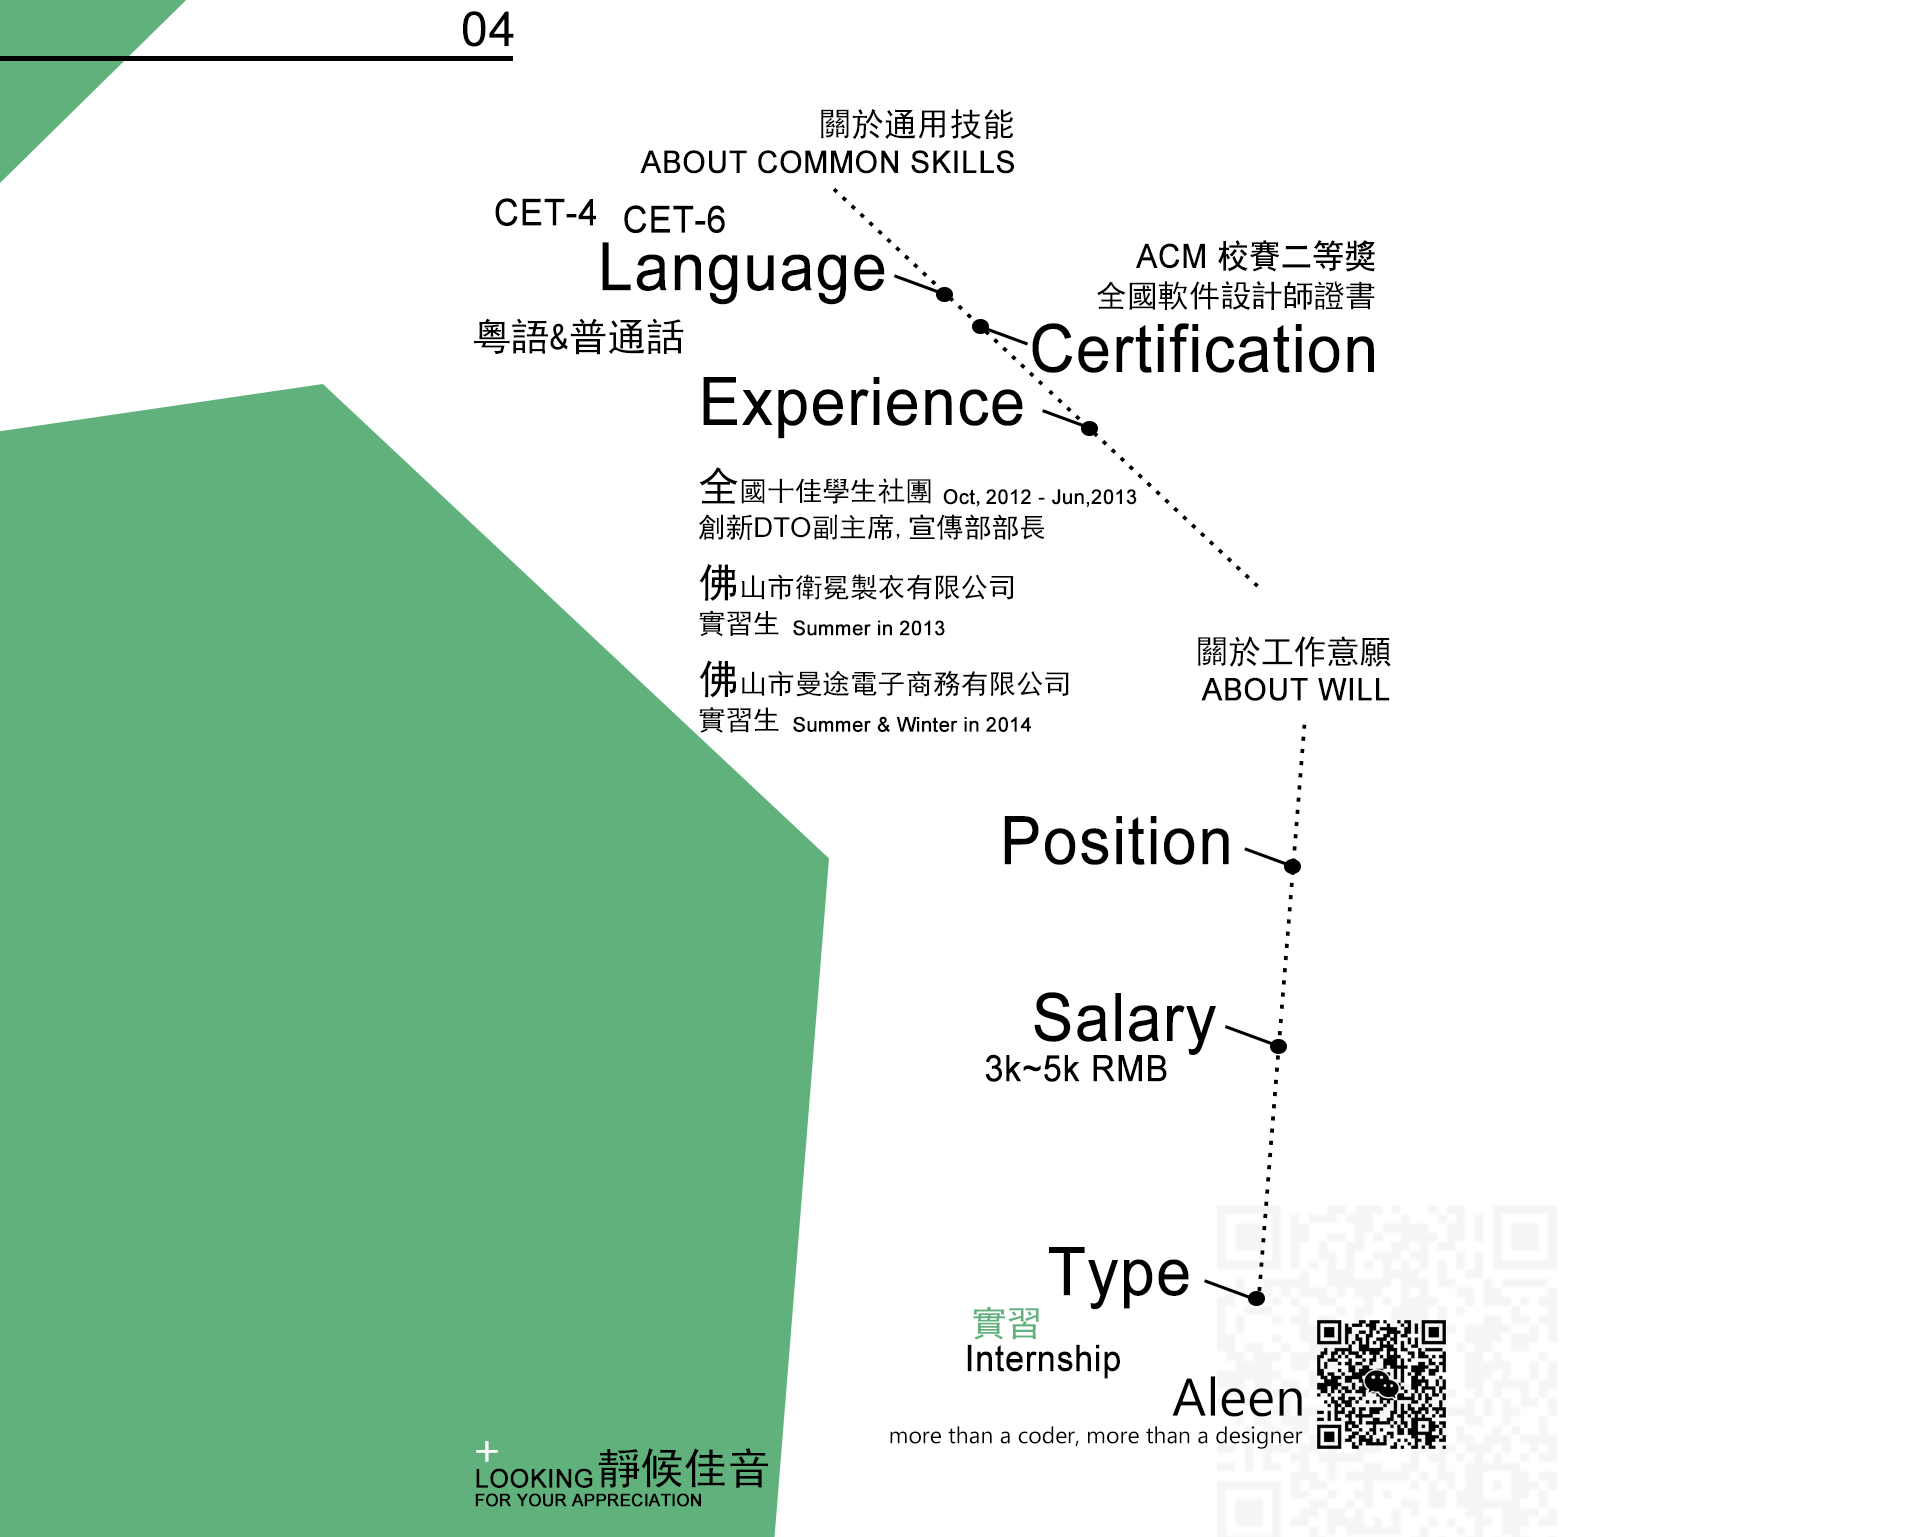 04
關於通用技能
ABOUT COMMON SKILLS
CET-4 CET-6
Language
粵語&普通話
ACM 校賽二等獎
全國軟件設計師證書
Certification
Experience
全國十佳學生社團 Oct, 2012 - Jun,2013
創新DTO副主席, 宣傳部部長
佛山市衛冕製衣有限公司
實習生 Summer in 2013
佛山市曼途電子商務有限公司
實習生 Summer & Winter in 2014
關於工作意願
ABOUT WILL
Position
Salary
3k~5k RMB
Type
實習
Internship
Aleen
more than a coder, more than a designer
+
LOOKING 靜候佳音
FOR YOUR APPRECIATION